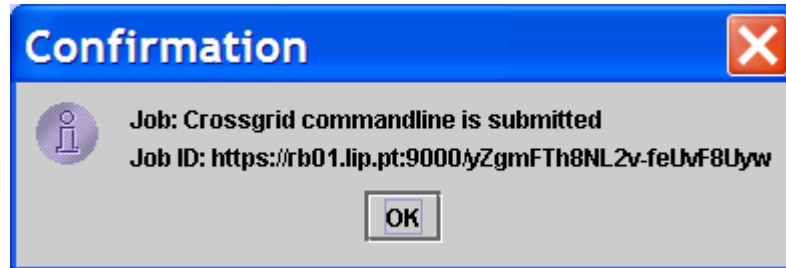 Confirmation
Job: Crossgrid commandline is submitted
Job ID: https://rb01.lip.pt:9000/yZgmFTh8NL2v-feUvF8Uyw
OK